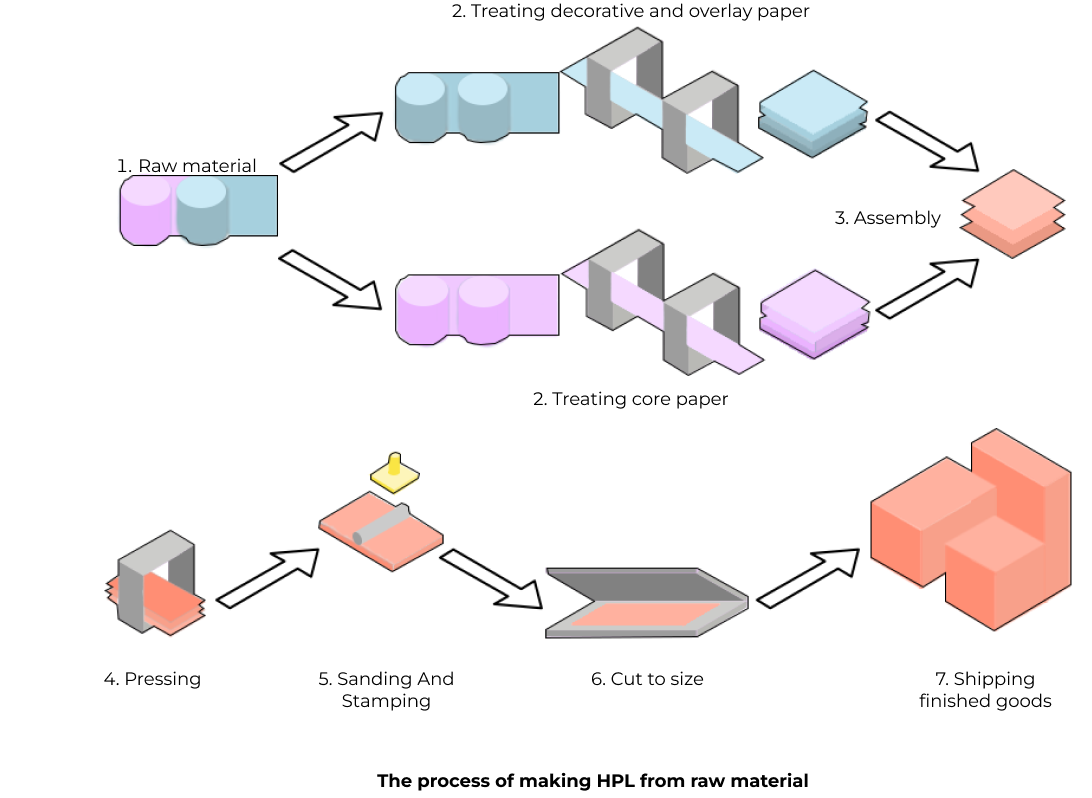 2. Treating decorative and overlay paper
1. Raw material
3. Assembly
2. Treating core paper
4. Pressing
5. Sanding And
Stamping
6. Cut to size
7. Shipping
finished goods
The process of making HPL from raw material